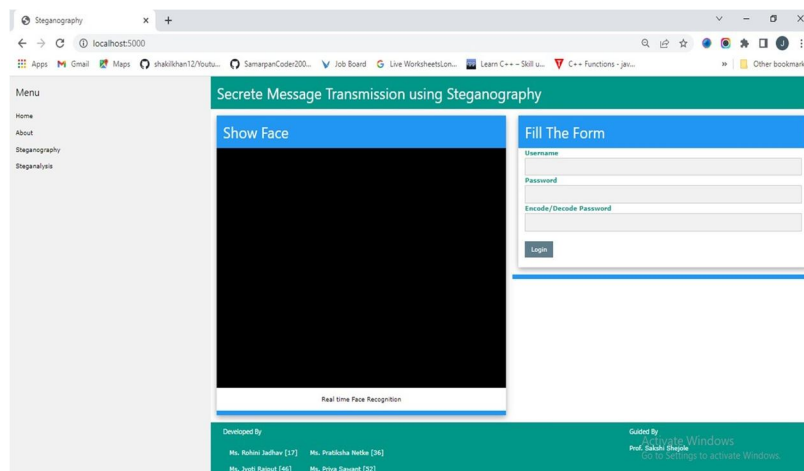 Steganography
localhost:5000
Apps Gmail Maps shakilkhan12/Youtu... SamarpanCoder200... Job Board Live WorksheetsLon... Learn C++ – Skill u... C++ Functions - jav... » Other bookmark
Menu
Home
About
Steganography
Steganalysis
Secrete Message Transmission using Steganography
Show Face
Real time Face Recognition
Fill The Form
Username
Password
Encode/Decode Password
Login
Developed By
Ms. Rohini Jadhav [17] Ms. Pratiksha Netke [36]
Ms. Jyoti Rajput [46] Ms. Priya Sawant [52]
Guided By
Prof. Sakshi Shejole
Activate Windows
Go to Settings to activate Windows.
J